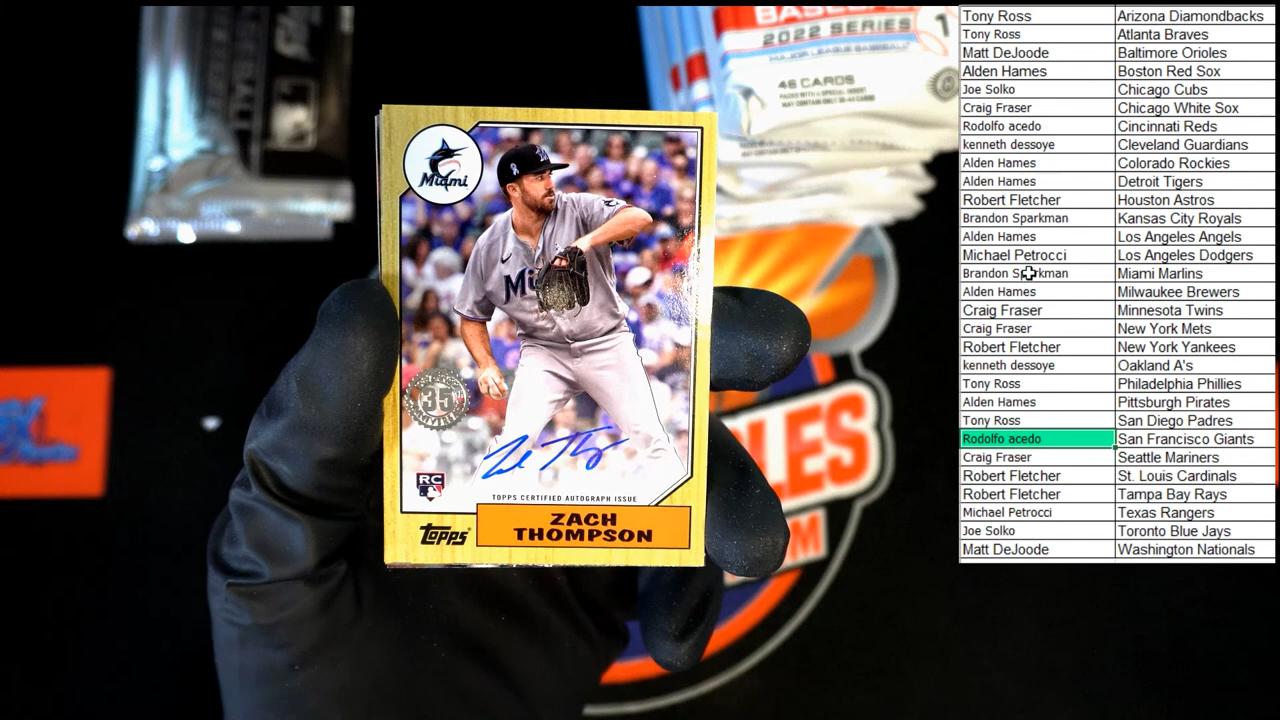 BASEBALL
2022 SERIES 1
MAJOR LEAGUE BASEBALL
46 CARDS
Miami
35
RC
TOPPS CERTIFIED AUTOGRAPH ISSUE
ZACH
THOMPSON
Topps
Tony Ross Arizona Diamondbacks
Tony Ross Atlanta Braves
Matt DeJoode Baltimore Orioles
Alden Hames Boston Red Sox
Joe Solko Chicago Cubs
Craig Fraser Chicago White Sox
Rodolfo acedo Cincinnati Reds
kenneth dessoye Cleveland Guardians
Alden Hames Colorado Rockies
Alden Hames Detroit Tigers
Robert Fletcher Houston Astros
Brandon Sparkman Kansas City Royals
Alden Hames Los Angeles Angels
Michael Petrocci Los Angeles Dodgers
Brandon Sparkman Miami Marlins
Alden Hames Milwaukee Brewers
Craig Fraser Minnesota Twins
Craig Fraser New York Mets
Robert Fletcher New York Yankees
kenneth dessoye Oakland A's
Tony Ross Philadelphia Phillies
Alden Hames Pittsburgh Pirates
Tony Ross San Diego Padres
Rodolfo acedo San Francisco Giants
Craig Fraser Seattle Mariners
Robert Fletcher St. Louis Cardinals
Robert Fletcher Tampa Bay Rays
Michael Petrocci Texas Rangers
Joe Solko Toronto Blue Jays
Matt DeJoode Washington Nationals